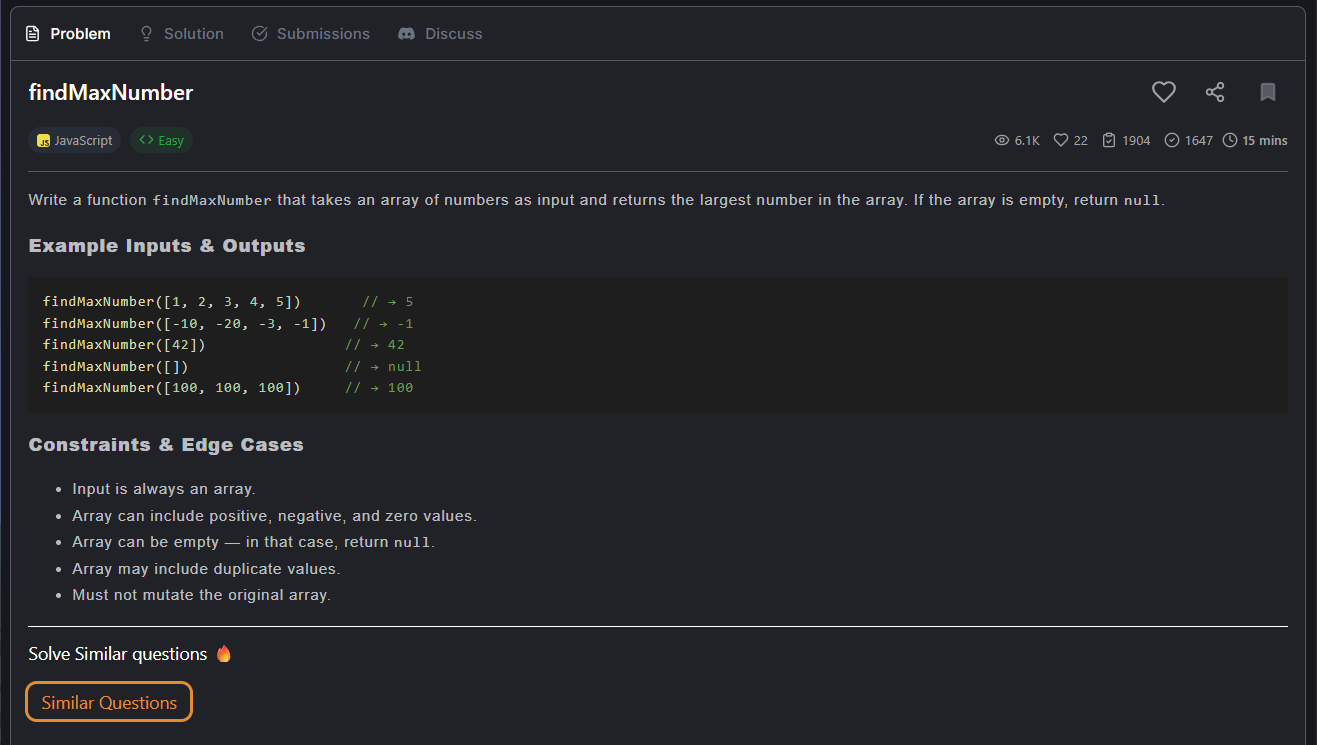 Problem Solution Submissions Discuss
findMaxNumber
JS JavaScript <> Easy 6.1K 22 1904 1647 15 mins
Write a function findMaxNumber that takes an array of numbers as input and returns the largest number in the array. If the array is empty, return null.
Example Inputs & Outputs
findMaxNumber([1, 2, 3, 4, 5])       // → 5
findMaxNumber([-10, -20, -3, -1])   // → -1
findMaxNumber([42])                // → 42
findMaxNumber([])                  // → null
findMaxNumber([100, 100, 100])     // → 100
Constraints & Edge Cases
• Input is always an array.
• Array can include positive, negative, and zero values.
• Array can be empty — in that case, return null.
• Array may include duplicate values.
• Must not mutate the original array.
Solve Similar questions 🔥
Similar Questions